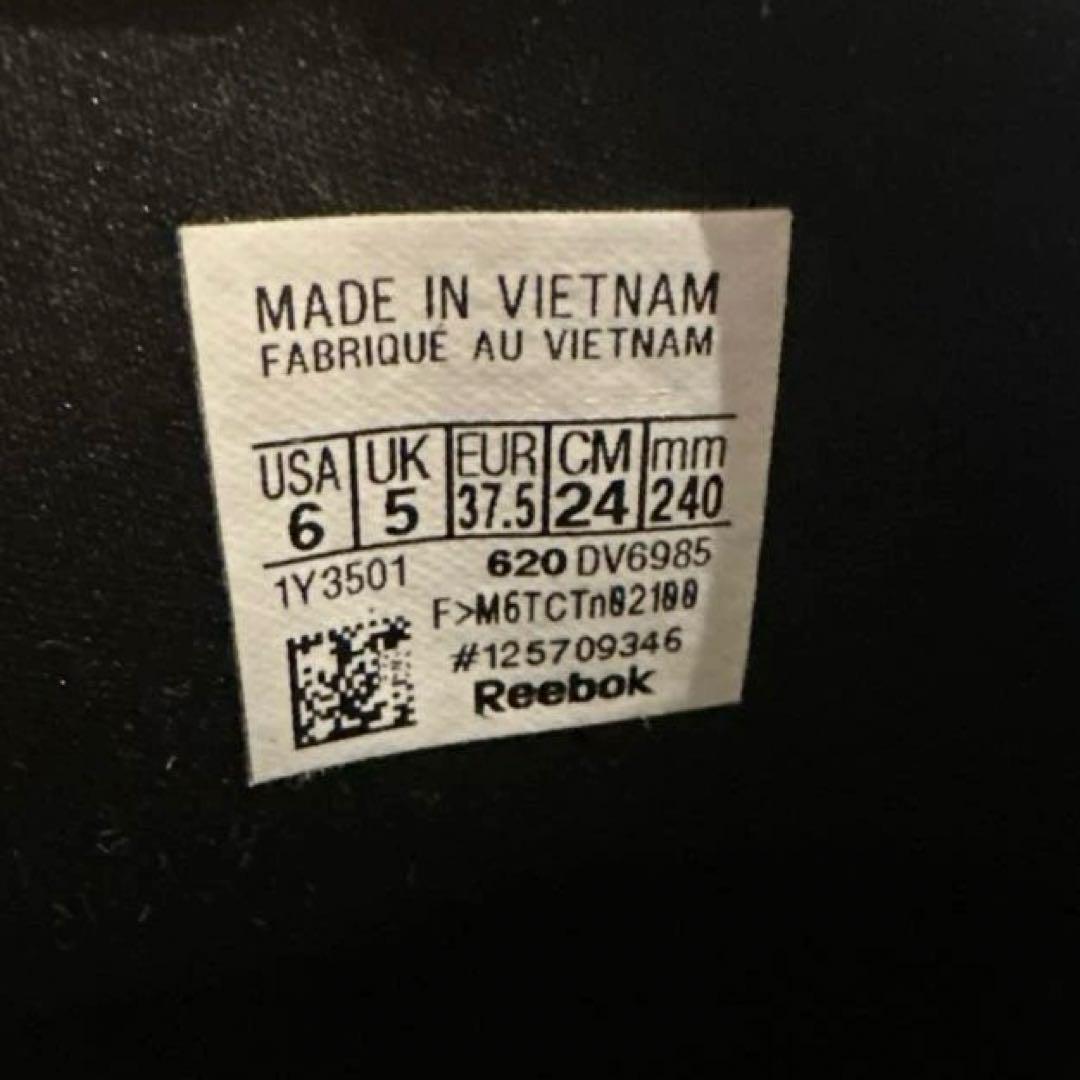 MADE IN VIETNAM
FABRIQUÉ AU VIETNAM
USA UK EUR CM mm
6 5 37.5 24 240
1Y3501 620 DV6985
F>M6TCTn02100
#125709346
Reebok